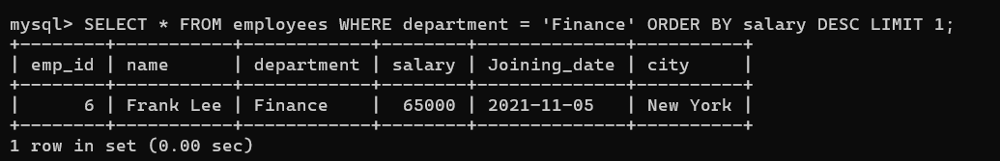 mysql> SELECT * FROM employees WHERE department = 'Finance' ORDER BY salary DESC LIMIT 1;
+--------+-----------+------------+--------+--------------+----------+
| emp_id | name      | department | salary | Joining_date | city     |
+--------+-----------+------------+--------+--------------+----------+
|      6 | Frank Lee | Finance    |  65000 | 2021-11-05   | New York |
+--------+-----------+------------+--------+--------------+----------+
1 row in set (0.00 sec)